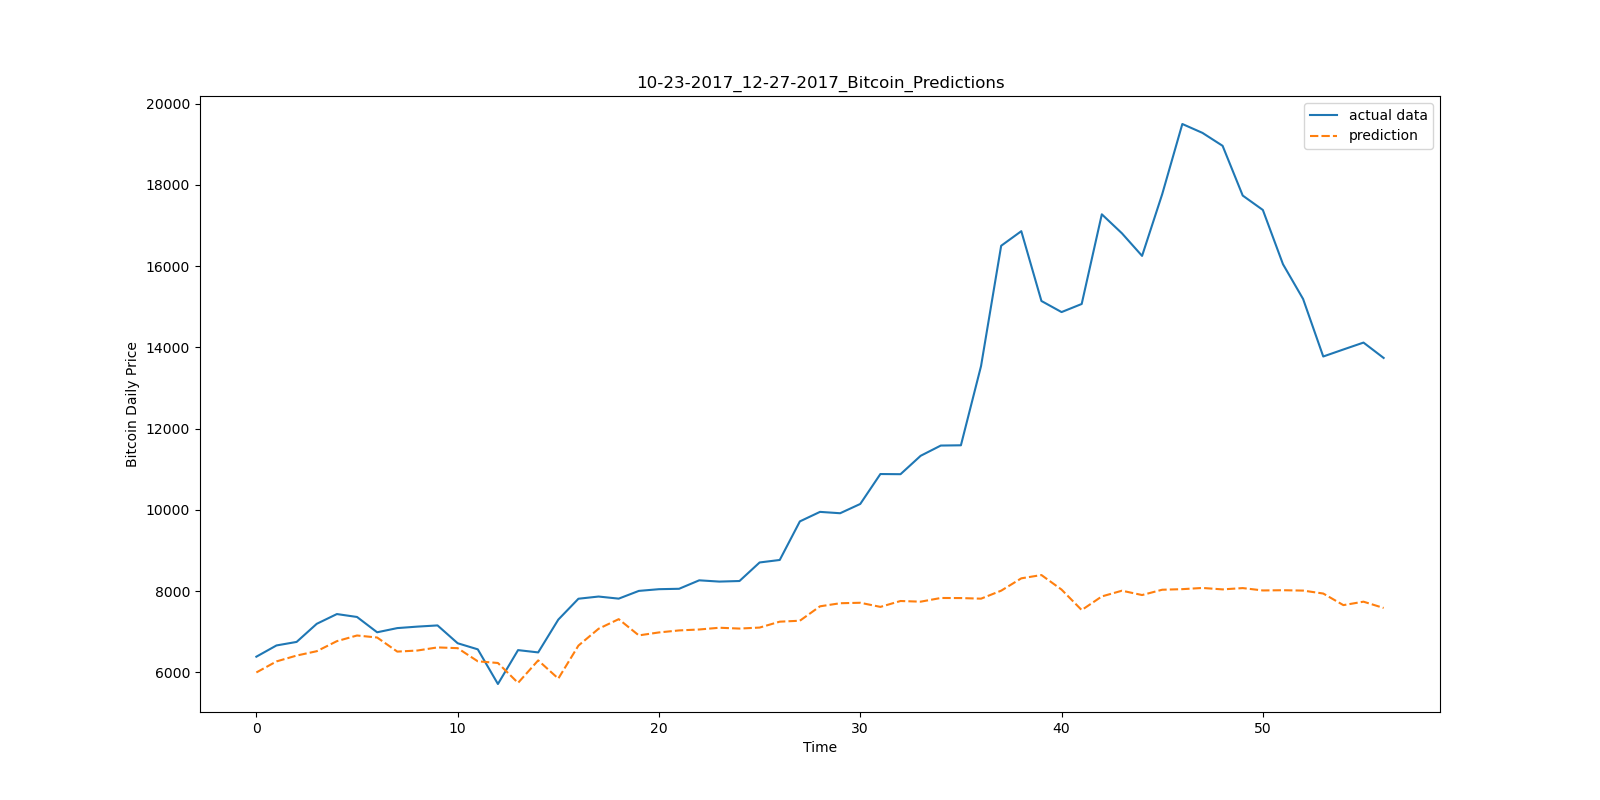 10-23-2017_12-27-2017_Bitcoin_Predictions
20000
18000
16000
14000
12000
10000
8000
6000
Bitcoin Daily Price
actual data
prediction
0 10 20 30 40 50
Time